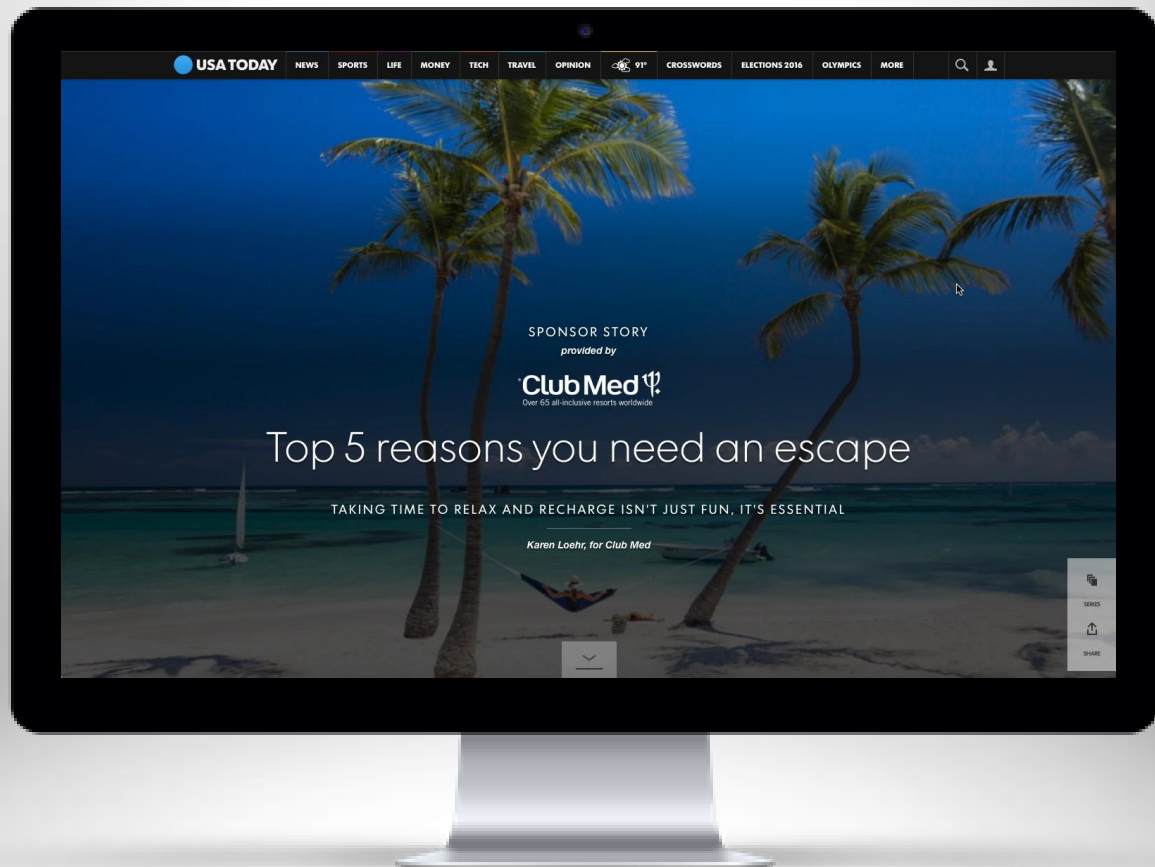 USA TODAY NEWS SPORTS LIFE MONEY TECH TRAVEL OPINION 91° CROSSWORDS ELECTIONS 2016 OLYMPICS MORE
SPONSOR STORY
provided by
Club Med
Over 65 all-inclusive resorts worldwide
Top 5 reasons you need an escape
TAKING TIME TO RELAX AND RECHARGE ISN'T JUST FUN, IT'S ESSENTIAL
Karen Loehr, for Club Med
SERIES
SHARE